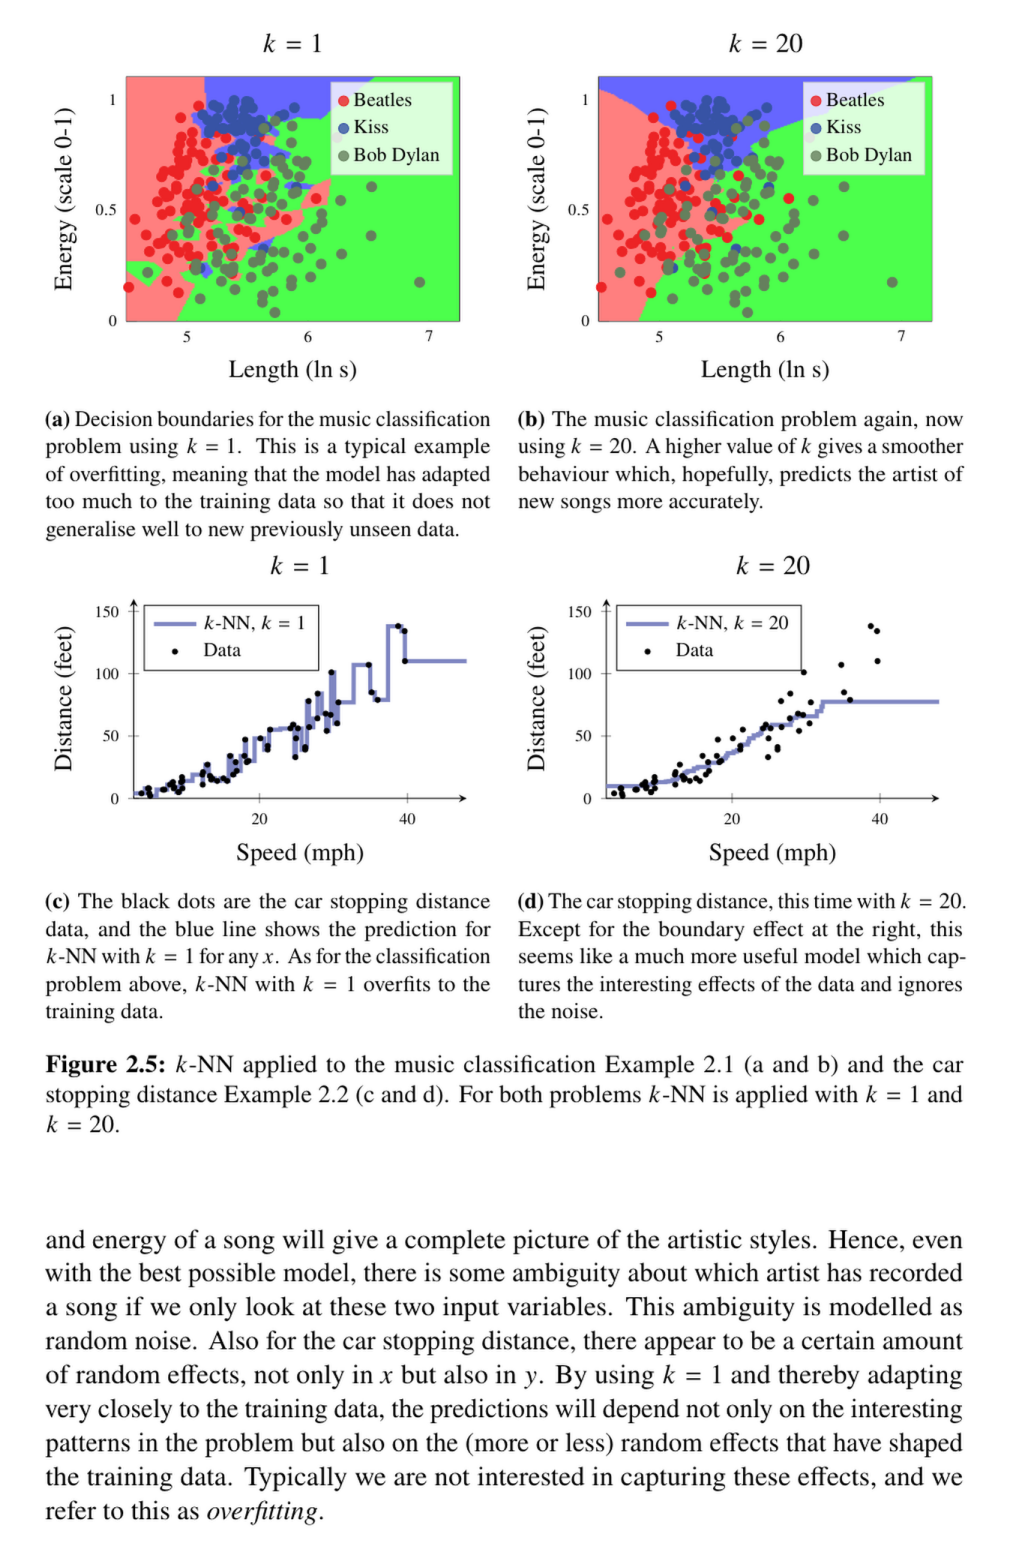 k = 1
k = 20
Energy (scale 0-1)
1
0.5
0
5
6
7
Length (ln s)
Beatles
Kiss
Bob Dylan
Energy (scale 0-1)
1
0.5
0
5
6
7
Length (ln s)
Beatles
Kiss
Bob Dylan
(a) Decision boundaries for the music classification
problem using k = 1. This is a typical example
of overfitting, meaning that the model has adapted
too much to the training data so that it does not
generalise well to new previously unseen data.
(b) The music classification problem again, now
using k = 20. A higher value of k gives a smoother
behaviour which, hopefully, predicts the artist of
new songs more accurately.
k = 1
k = 20
Distance (feet)
150
100
50
0
20
40
Speed (mph)
k-NN, k = 1
Data
Distance (feet)
150
100
50
0
20
40
Speed (mph)
k-NN, k = 20
Data
(c) The black dots are the car stopping distance
data, and the blue line shows the prediction for
k-NN with k = 1 for any x. As for the classification
problem above, k-NN with k = 1 overfits to the
training data.
(d) The car stopping distance, this time with k = 20.
Except for the boundary effect at the right, this
seems like a much more useful model which cap-
tures the interesting effects of the data and ignores
the noise.
Figure 2.5: k-NN applied to the music classification Example 2.1 (a and b) and the car
stopping distance Example 2.2 (c and d). For both problems k-NN is applied with k = 1 and
k = 20.
and energy of a song will give a complete picture of the artistic styles. Hence, even
with the best possible model, there is some ambiguity about which artist has recorded
a song if we only look at these two input variables. This ambiguity is modelled as
random noise. Also for the car stopping distance, there appear to be a certain amount
of random effects, not only in x but also in y. By using k = 1 and thereby adapting
very closely to the training data, the predictions will depend not only on the interesting
patterns in the problem but also on the (more or less) random effects that have shaped
the training data. Typically we are not interested in capturing these effects, and we
refer to this as overfitting.